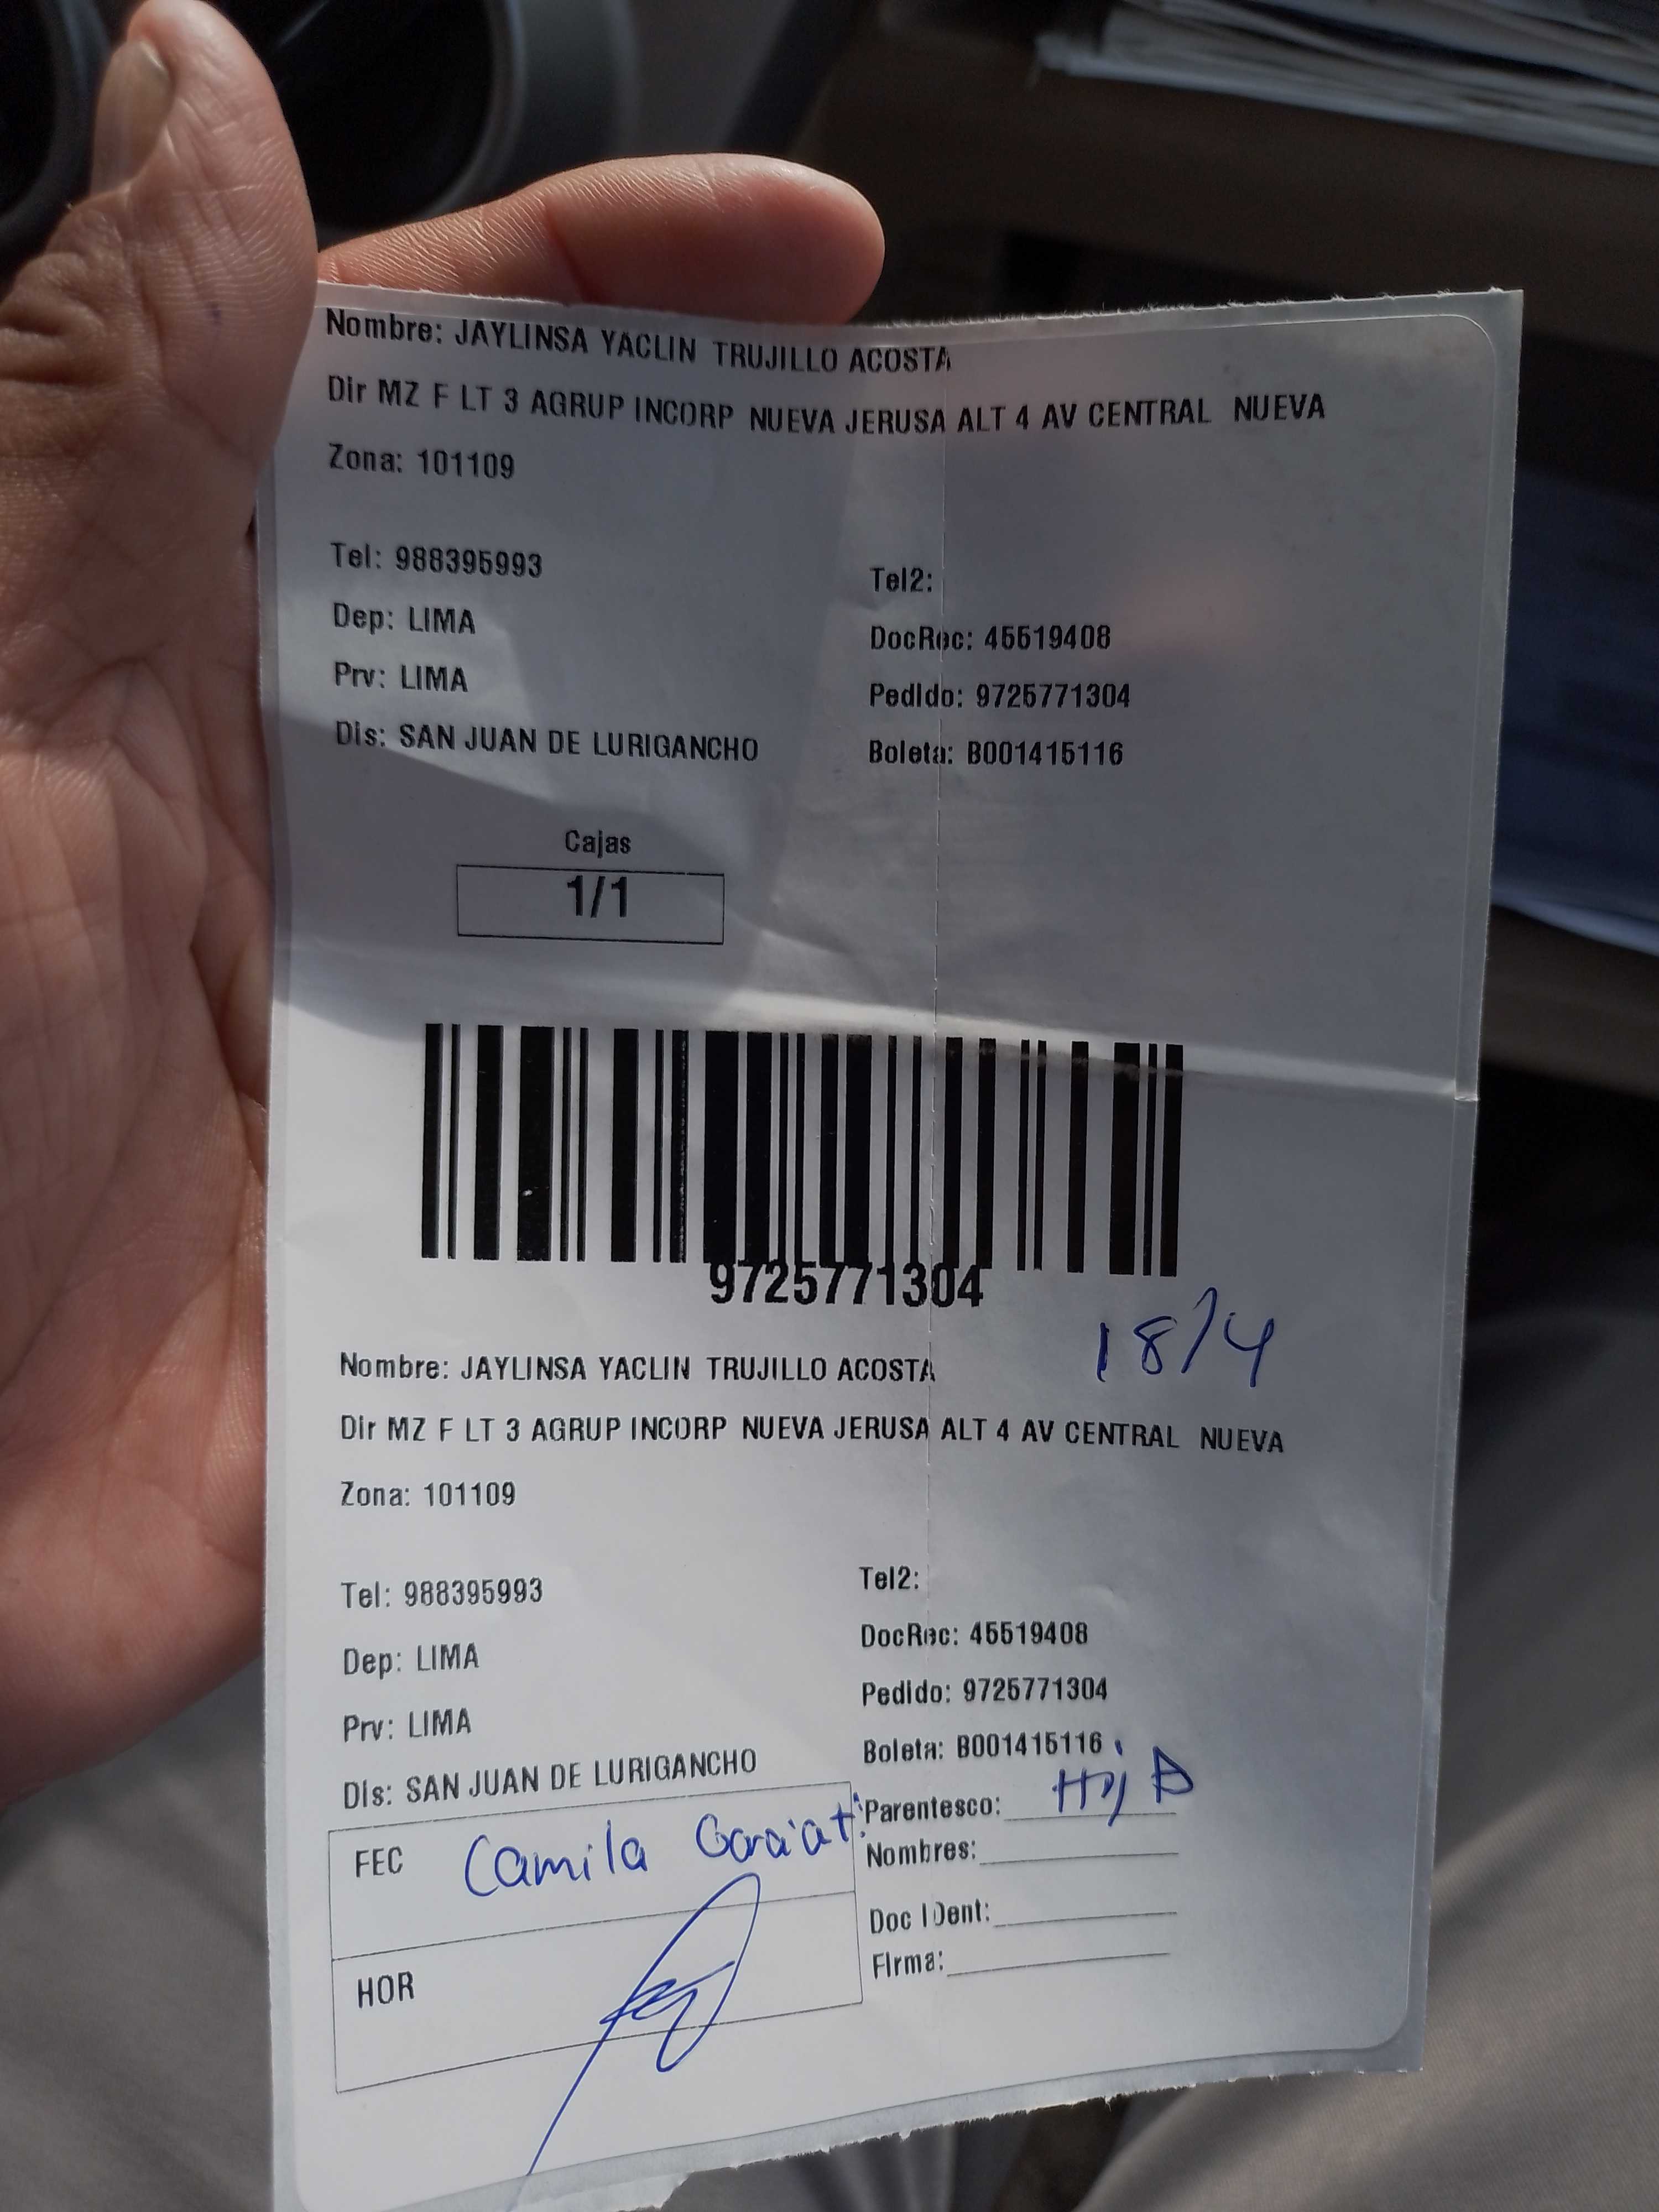 Nombre: JAYLINSA YACLIN TRUJILLO ACOSTA
Dir MZ F LT 3 AGRUP INCORP NUEVA JERUSA ALT 4 AV CENTRAL NUEVA
Zona: 101109
Tel: 988395993
Tel2:
Dep: LIMA
DocRec: 45519408
Prv: LIMA
Pedido: 9725771304
Dis: SAN JUAN DE LURIGANCHO
Boleta: B001415116
Cajas
1/1
9725771304
18/4
Nombre: JAYLINSA YACLIN TRUJILLO ACOSTA
Dir MZ F LT 3 AGRUP INCORP NUEVA JERUSA ALT 4 AV CENTRAL NUEVA
Zona: 101109
Tel: 988395993
Tel2:
Dep: LIMA
DocRec: 45519408
Prv: LIMA
Pedido: 9725771304
Dis: SAN JUAN DE LURIGANCHO
Boleta: B001415116
FEC Camila
Parentesco: HijA
Nombres:
HOR
Doc IDent:
Firma: